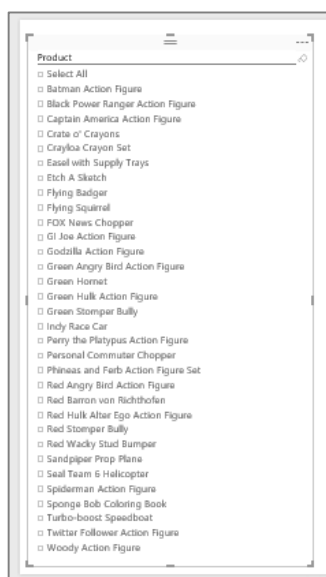 Product
Select All
Batman Action Figure
Black Power Ranger Action Figure
Captain America Action Figure
Crate o' Crayons
Crayloa Crayon Set
Easel with Supply Trays
Etch A Sketch
Flying Badger
Flying Squirrel
FOX News Chopper
GI Joe Action Figure
Godzilla Action Figure
Green Angry Bird Action Figure
Green Hornet
Green Hulk Action Figure
Green Stomper Bully
Indy Race Car
Perry the Platypus Action Figure
Personal Commuter Chopper
Phineas and Ferb Action Figure Set
Red Angry Bird Action Figure
Red Barron von Richthofen
Red Hulk Alter Ego Action Figure
Red Stomper Bully
Red Wacky Stud Bumper
Sandpiper Prop Plane
Seal Team 6 Helicopter
Spiderman Action Figure
Sponge Bob Coloring Book
Turbo-boost Speedboat
Twitter Follower Action Figure
Woody Action Figure